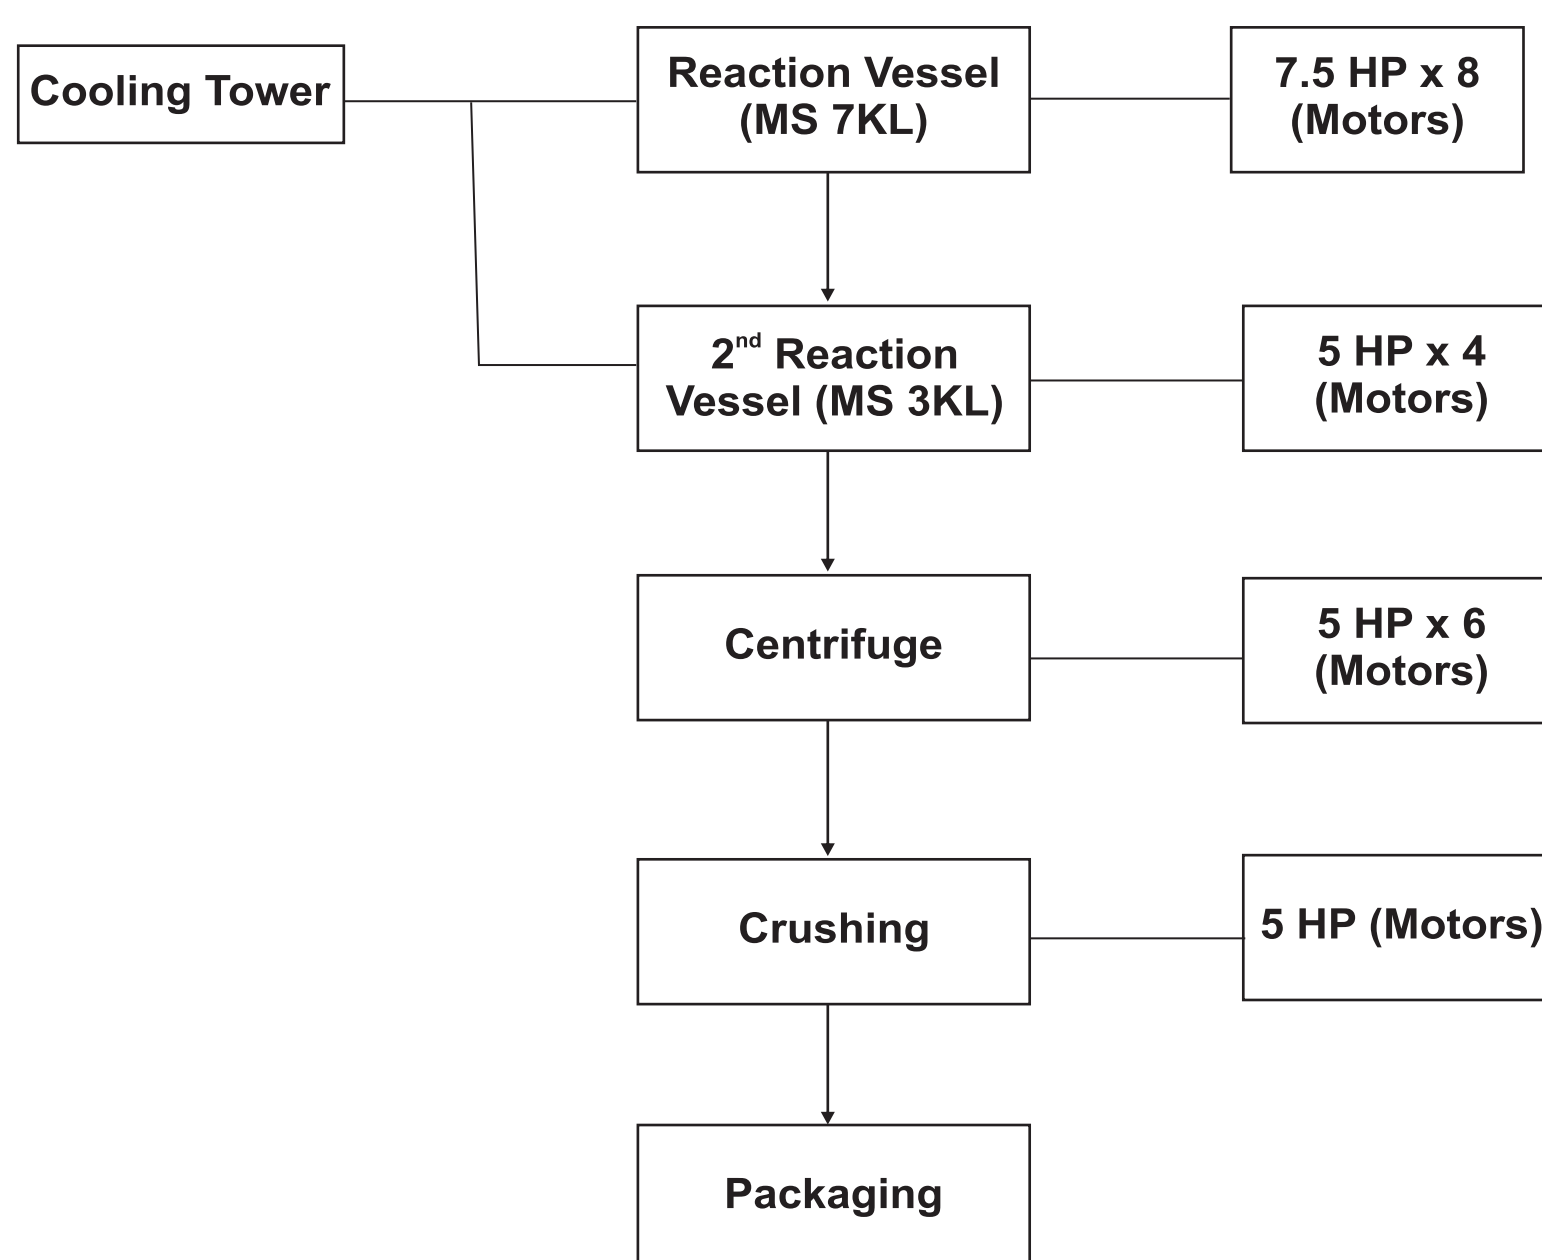 Cooling Tower
Reaction Vessel
(MS 7KL)
7.5 HP x 8
(Motors)
2nd Reaction
Vessel (MS 3KL)
5 HP x 4
(Motors)
Centrifuge
5 HP x 6
(Motors)
Crushing
5 HP (Motors)
Packaging